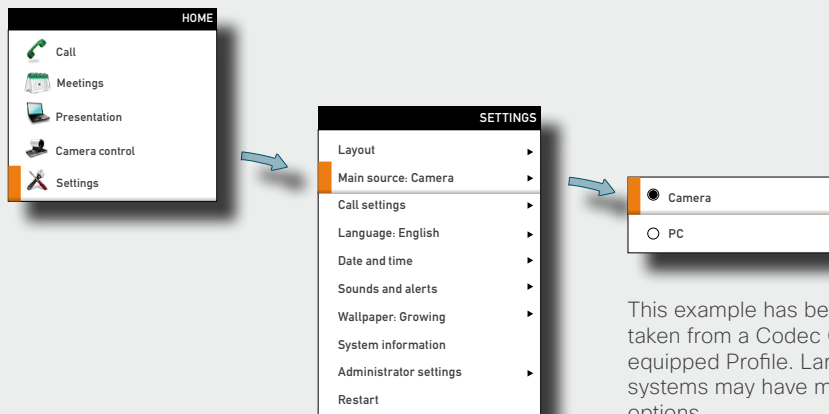 HOME
Call
Meetings
Presentation
Camera control
Settings
SETTINGS
Layout
Main source: Camera
Call settings
Language: English
Date and time
Sounds and alerts
Wallpaper: Growing
System information
Administrator settings
Restart
Camera
PC
This example has be
taken from a Codec
equipped Profile. Lar
systems may have m
options